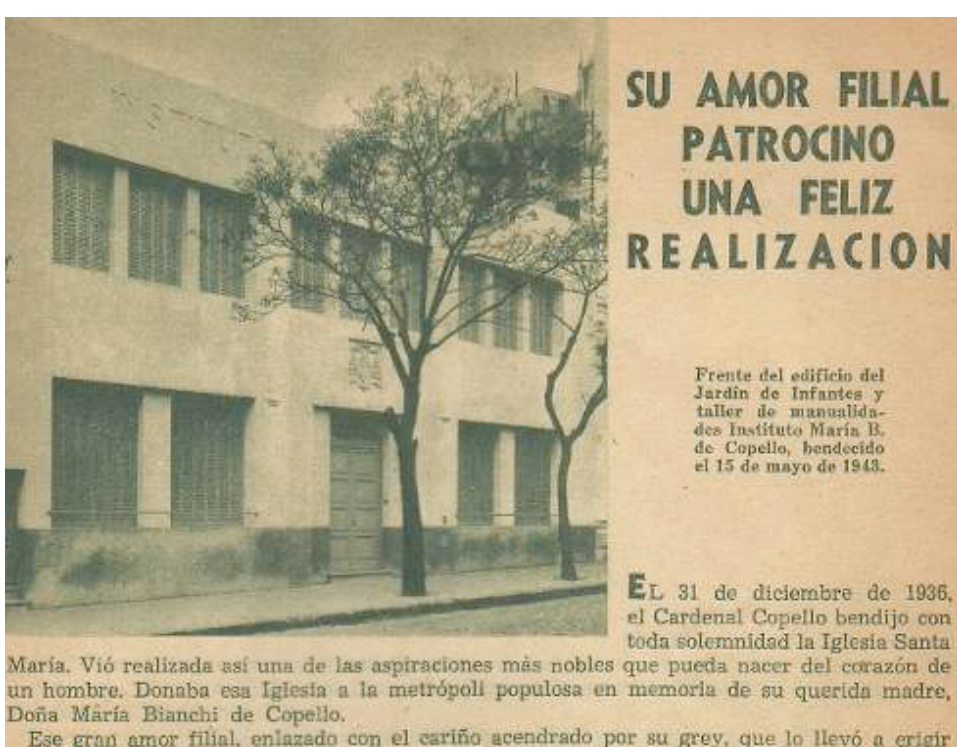 SU AMOR FILIAL
PATROCINO
UNA FELIZ
REALIZACION
Frente del edificio del
Jardín de Infantes y
taller de manualida-
des Instituto María B.
de Copello, bendecido
el 15 de mayo de 1943.
EL 31 de diciembre de 1936,
el Cardenal Copello bendijo con
toda solemnidad la Iglesia Santa
María. Vió realizada así una de las aspiraciones más nobles que pueda nacer del corazón de
un hombre. Donaba esa Iglesia a la metrópoli populosa en memoria de su querida madre,
Doña María Bianchi de Copello.
Ese gran amor filial, enlazado con el cariño acendrado por su grey, que lo llevó a erigir